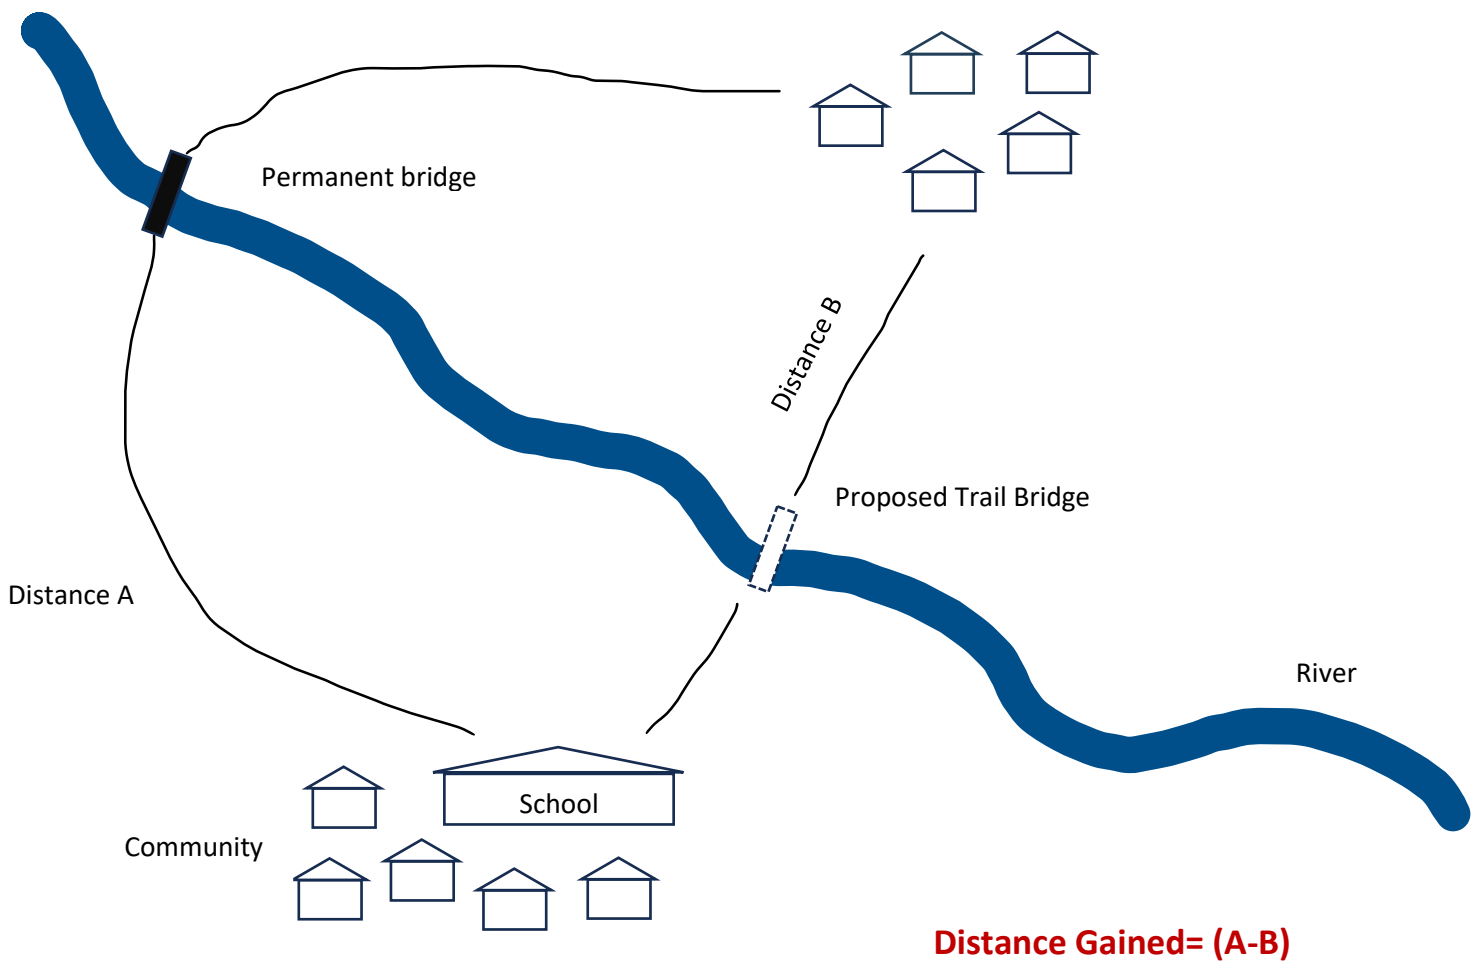 Permanent bridge
Distance B
Proposed Trail Bridge
Distance A
River
School
Community
Distance Gained= (A-B)